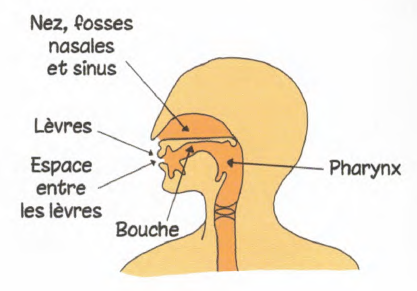 Nez, fosses
nasales
et sinus
Lèvres
Espace
entre
les lèvres
Bouche
Pharynx